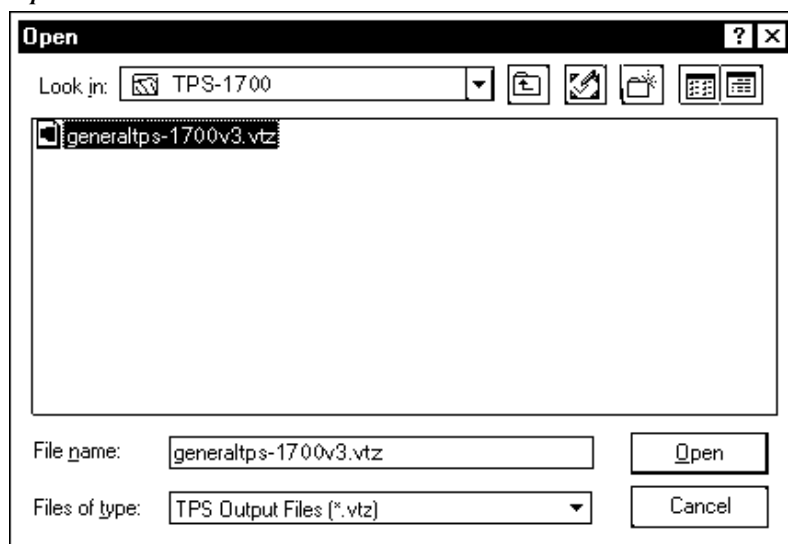 Open
Look in: TPS-1700
generaltps-1700v3.vtz
File name: generaltps-1700v3.vtz Open
Files of type: TPS Output Files (*.vtz) Cancel